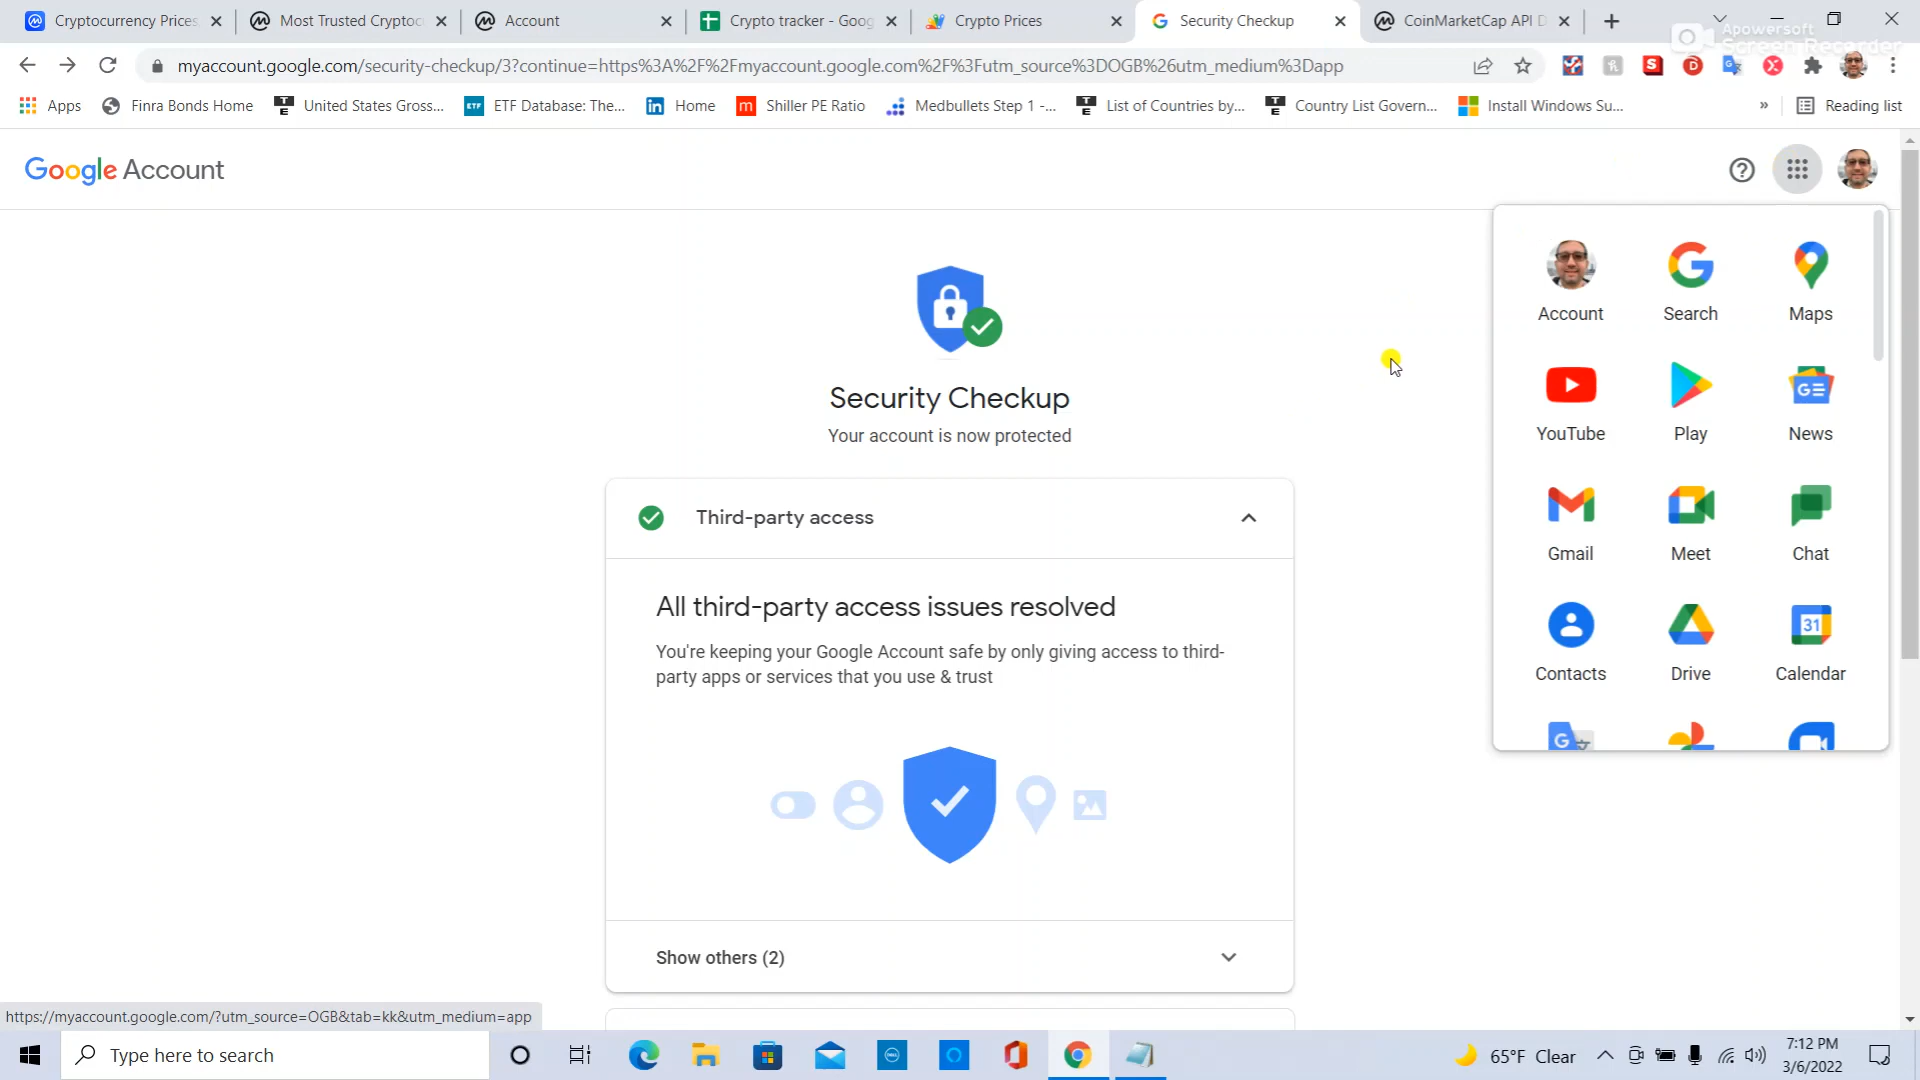 Cryptocurrency Prices,
Most Trusted Cryptoc
Account
Crypto tracker - Goog
Crypto Prices
Security Checkup
CoinMarketCap API D
Apowersoft
Screen Recorder
myaccount.google.com/security-checkup/3?continue=https%3A%2F%2Fmyaccount.google.com%2F%3Futm_source%3DOGB%26utm_medium%3Dapp
Apps
Finra Bonds Home
United States Gross...
ETF Database: The...
Home
Shiller PE Ratio
Medbullets Step 1 -...
List of Countries by...
Country List Govern...
Install Windows Su...
»
Reading list
Google Account
Account
Search
Maps
Security Checkup
Your account is now protected
YouTube
Play
News
Third-party access
Gmail
Meet
Chat
All third-party access issues resolved
You're keeping your Google Account safe by only giving access to third-
party apps or services that you use & trust
31
Contacts
Drive
Calendar
Show others (2)
https://myaccount.google.com/?utm_source=OGB&tab=kk&utm_medium=app
Type here to search
65°F Clear
7:12 PM
3/6/2022